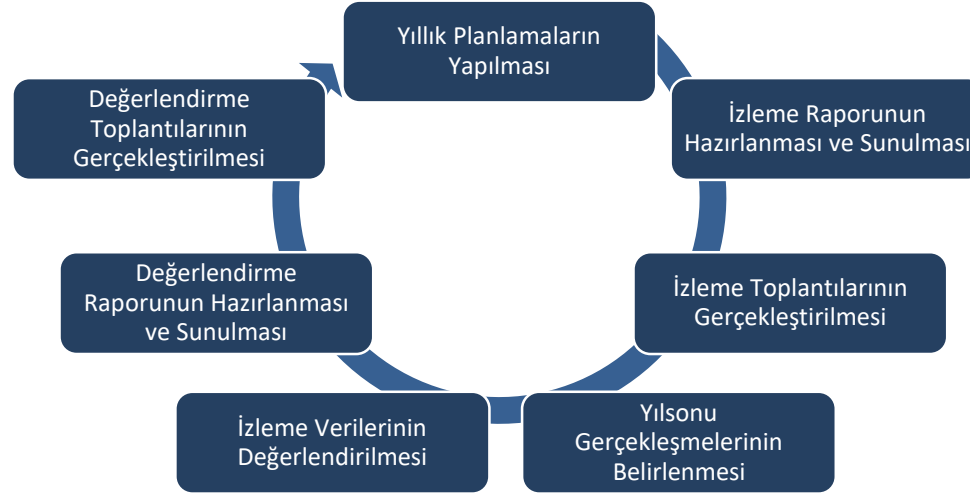 Yıllık Planlamaların
Yapılması
İzleme Raporunun
Hazırlanması ve Sunulması
İzleme Toplantılarının
Gerçekleştirilmesi
Yılsonu
Gerçekleşmelerinin
Belirlenmesi
İzleme Verilerinin
Değerlendirilmesi
Değerlendirme
Raporunun Hazırlanması
ve Sunulması
Değerlendirme
Toplantılarının
Gerçekleştirilmesi